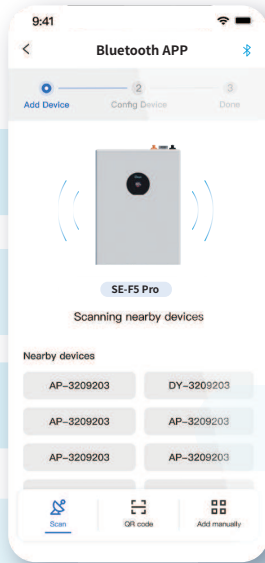 9:41
Bluetooth APP
2 3
Add Device Config Device Done
SE-F5 Pro
Scanning nearby devices
Nearby devices
AP-3209203 DY-3209203
AP-3209203 AP-3209203
AP-3209203 AP-3209203
Scan QR code Add manually